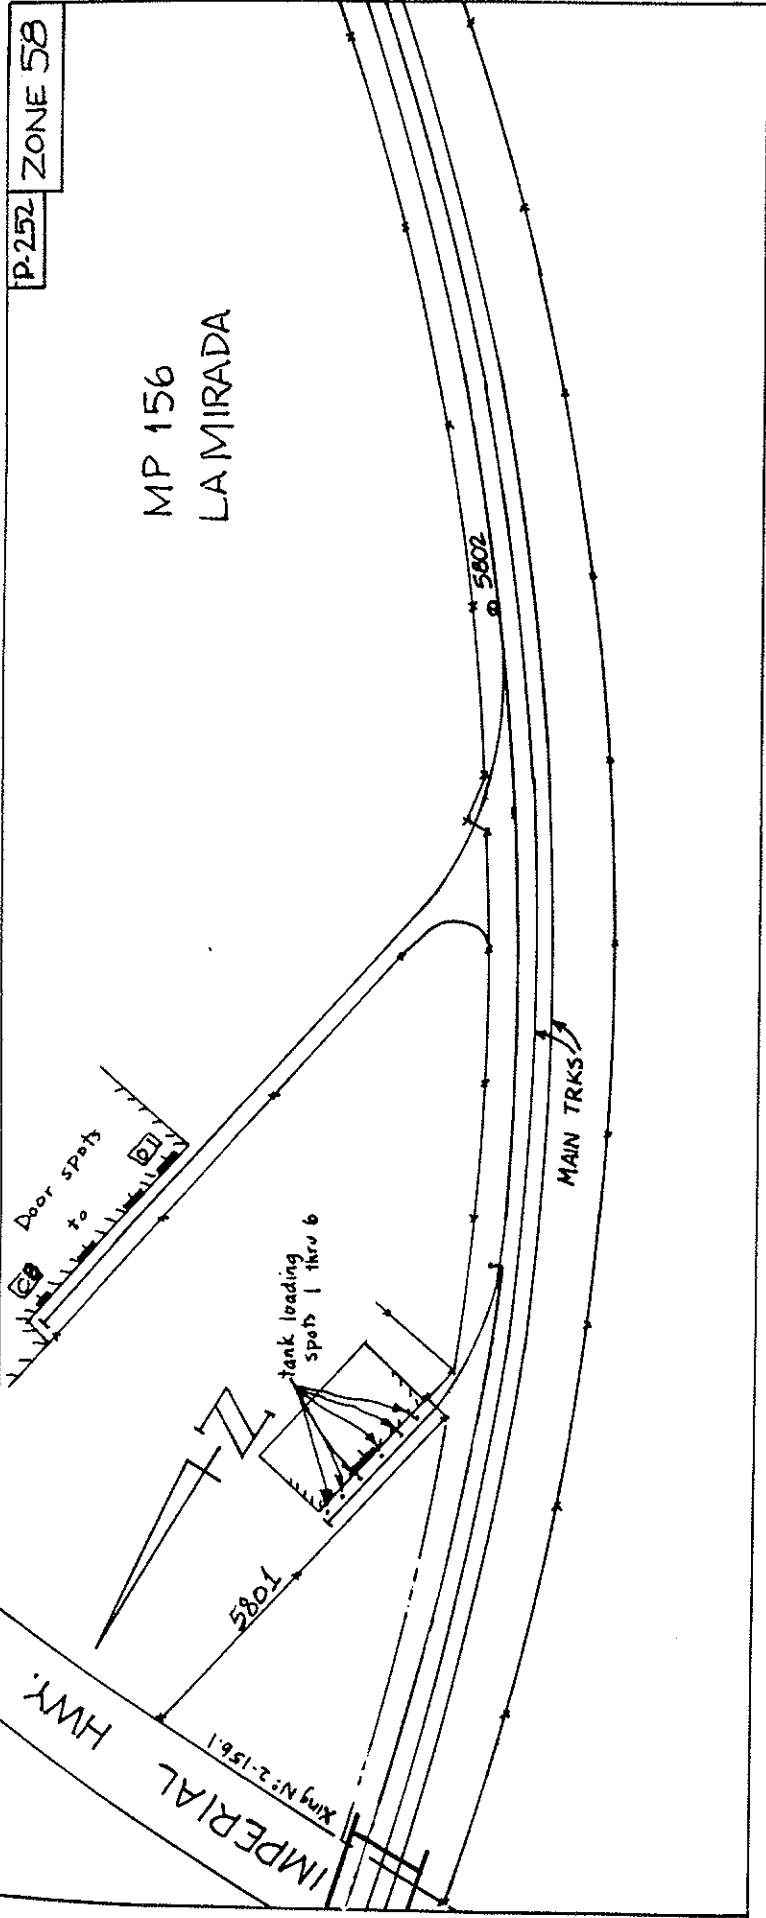 P-252 ZONE 58
MP 156
LA MIRADA
5802
MAIN TRKS
Door spots
C8 to D1
tank loading
spots 1 thru 6
N
5801
IMPERIAL HWY.
Xing Nº 2-156.1